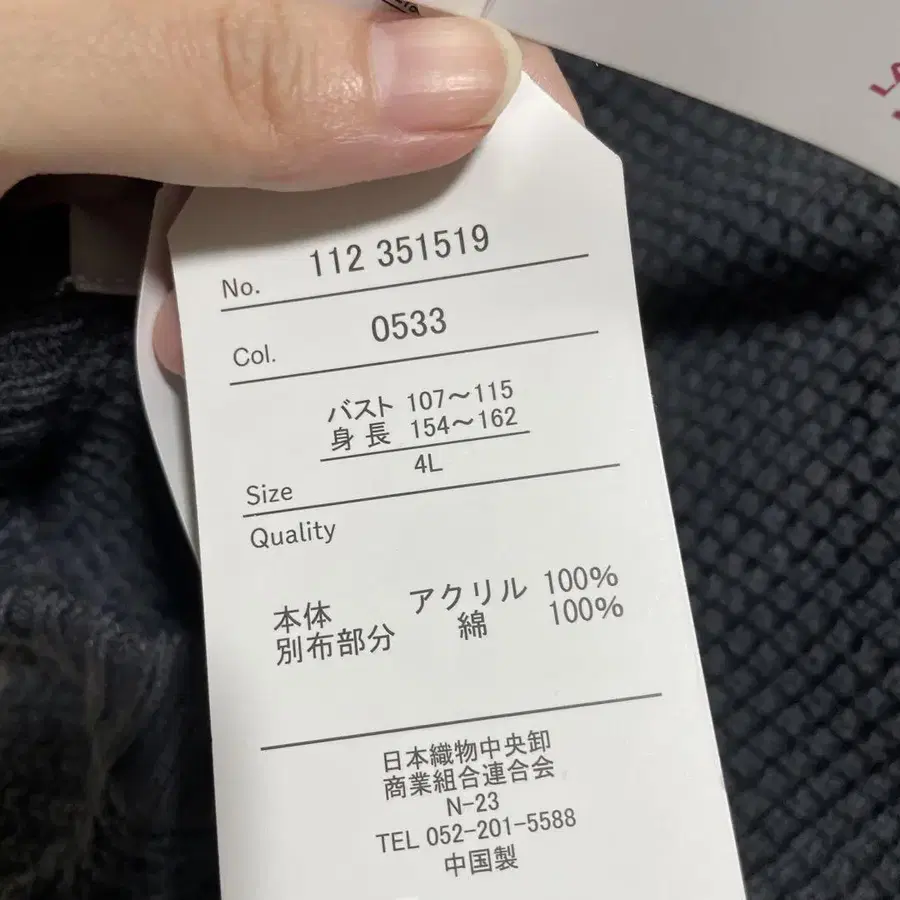 No. 112 351519
Col. 0533
バスト 107～115
身長 154～162
4L
Size
Quality
本体 アクリル 100%
別布部分 綿 100%
日本織物中央卸
商業組合連合会
N-23
TEL 052-201-5588
中国製